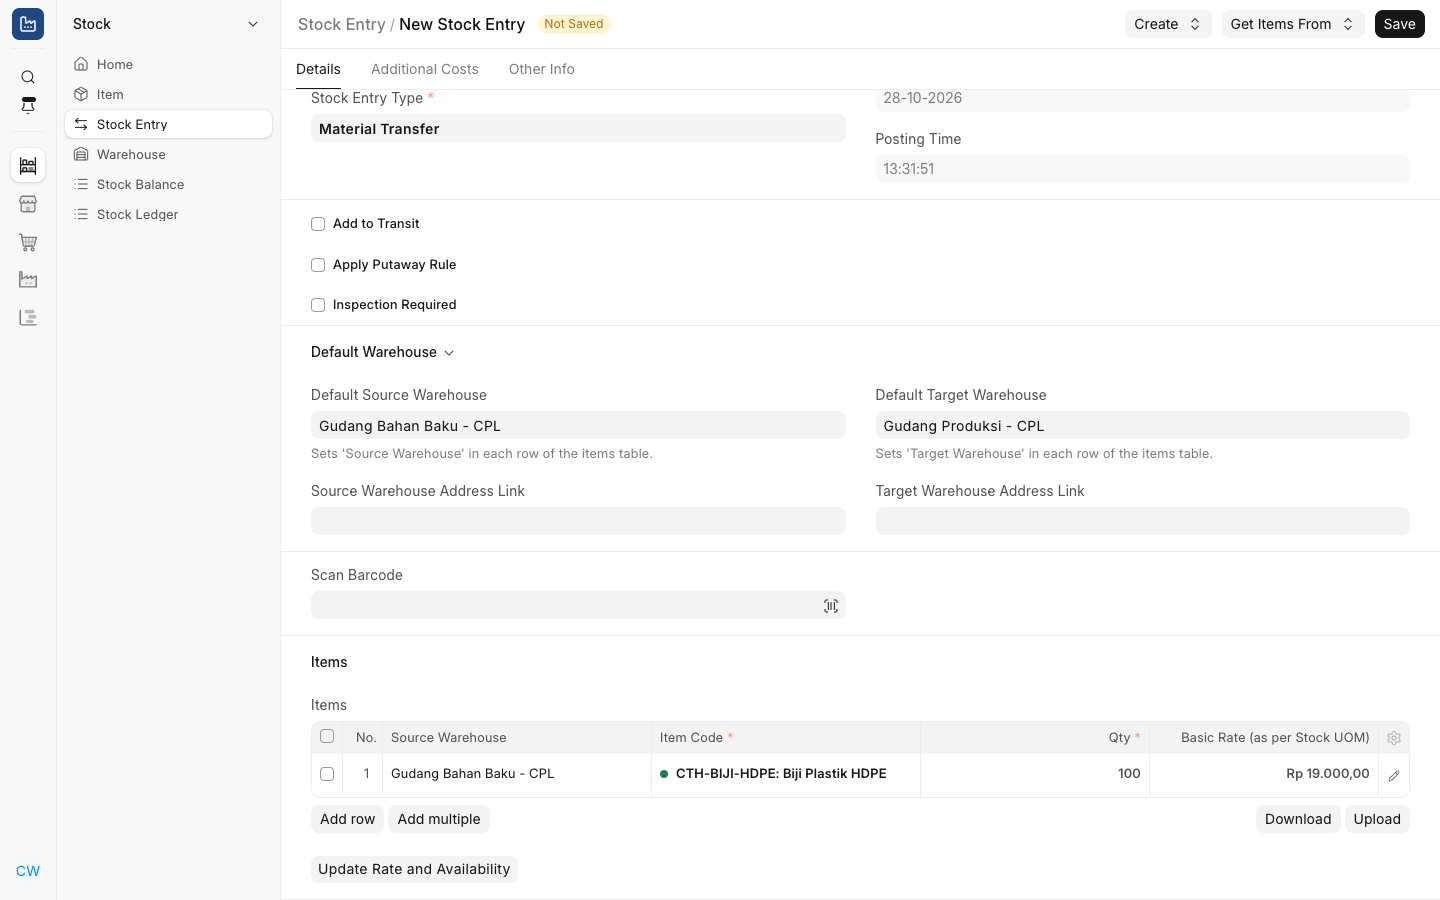 Stock
Home
Item
Stock Entry
Warehouse
Stock Balance
Stock Ledger
CW
Stock Entry / New Stock Entry
Not Saved
Create
Get Items From
Save
Details
Additional Costs
Other Info
Stock Entry Type *
Material Transfer
28-10-2026
Posting Time
13:31:51
Add to Transit
Apply Putaway Rule
Inspection Required
Default Warehouse
Default Source Warehouse
Gudang Bahan Baku - CPL
Sets 'Source Warehouse' in each row of the items table.
Default Target Warehouse
Gudang Produksi - CPL
Sets 'Target Warehouse' in each row of the items table.
Source Warehouse Address Link
Target Warehouse Address Link
Scan Barcode
Items
Items
No. Source Warehouse Item Code * Qty * Basic Rate (as per Stock UOM)
1 Gudang Bahan Baku - CPL CTH-BIJI-HDPE: Biji Plastik HDPE 100 Rp 19.000,00
Add row
Add multiple
Download
Upload
Update Rate and Availability